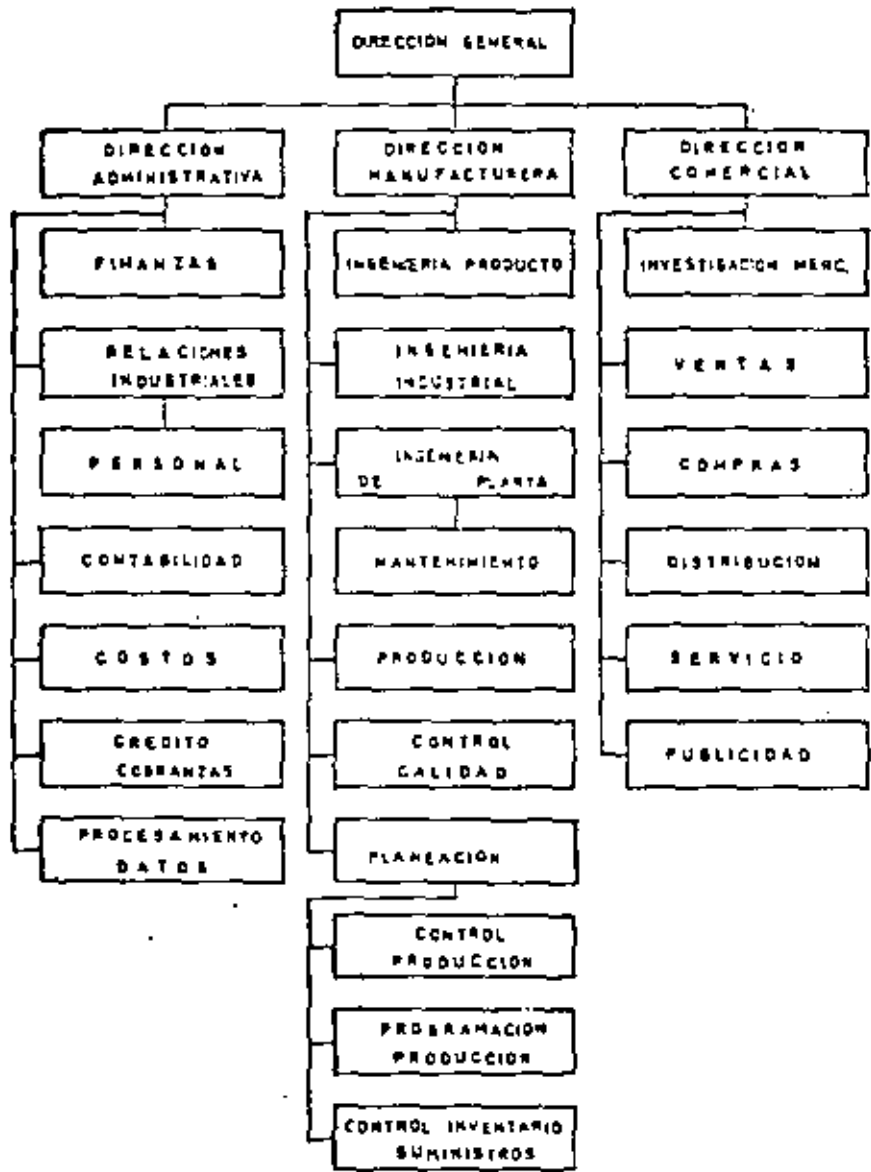 DIRECCION GENERAL
DIRECCION
ADMINISTRATIVA
DIRECCION
MANUFACTURERA
DIRECCION
COMERCIAL
FINANZAS
INGENIERIA PRODUCTO
INVESTIGACION MERC.
RELACIONES
INDUSTRIALES
INGENIERIA
INDUSTRIAL
VENTAS
PERSONAL
INGENIERIA
DE PLANTA
COMPRAS
CONTABILIDAD
MANTENIMIENTO
DISTRIBUCION
COSTOS
PRODUCCION
SERVICIO
CREDITO
COBRANZAS
CONTROL
CALIDAD
PUBLICIDAD
PROCESAMIENTO
DATOS
PLANEACION
CONTROL
PRODUCCION
PROGRAMACION
PRODUCCION
CONTROL INVENTARIO
SUMINISTROS